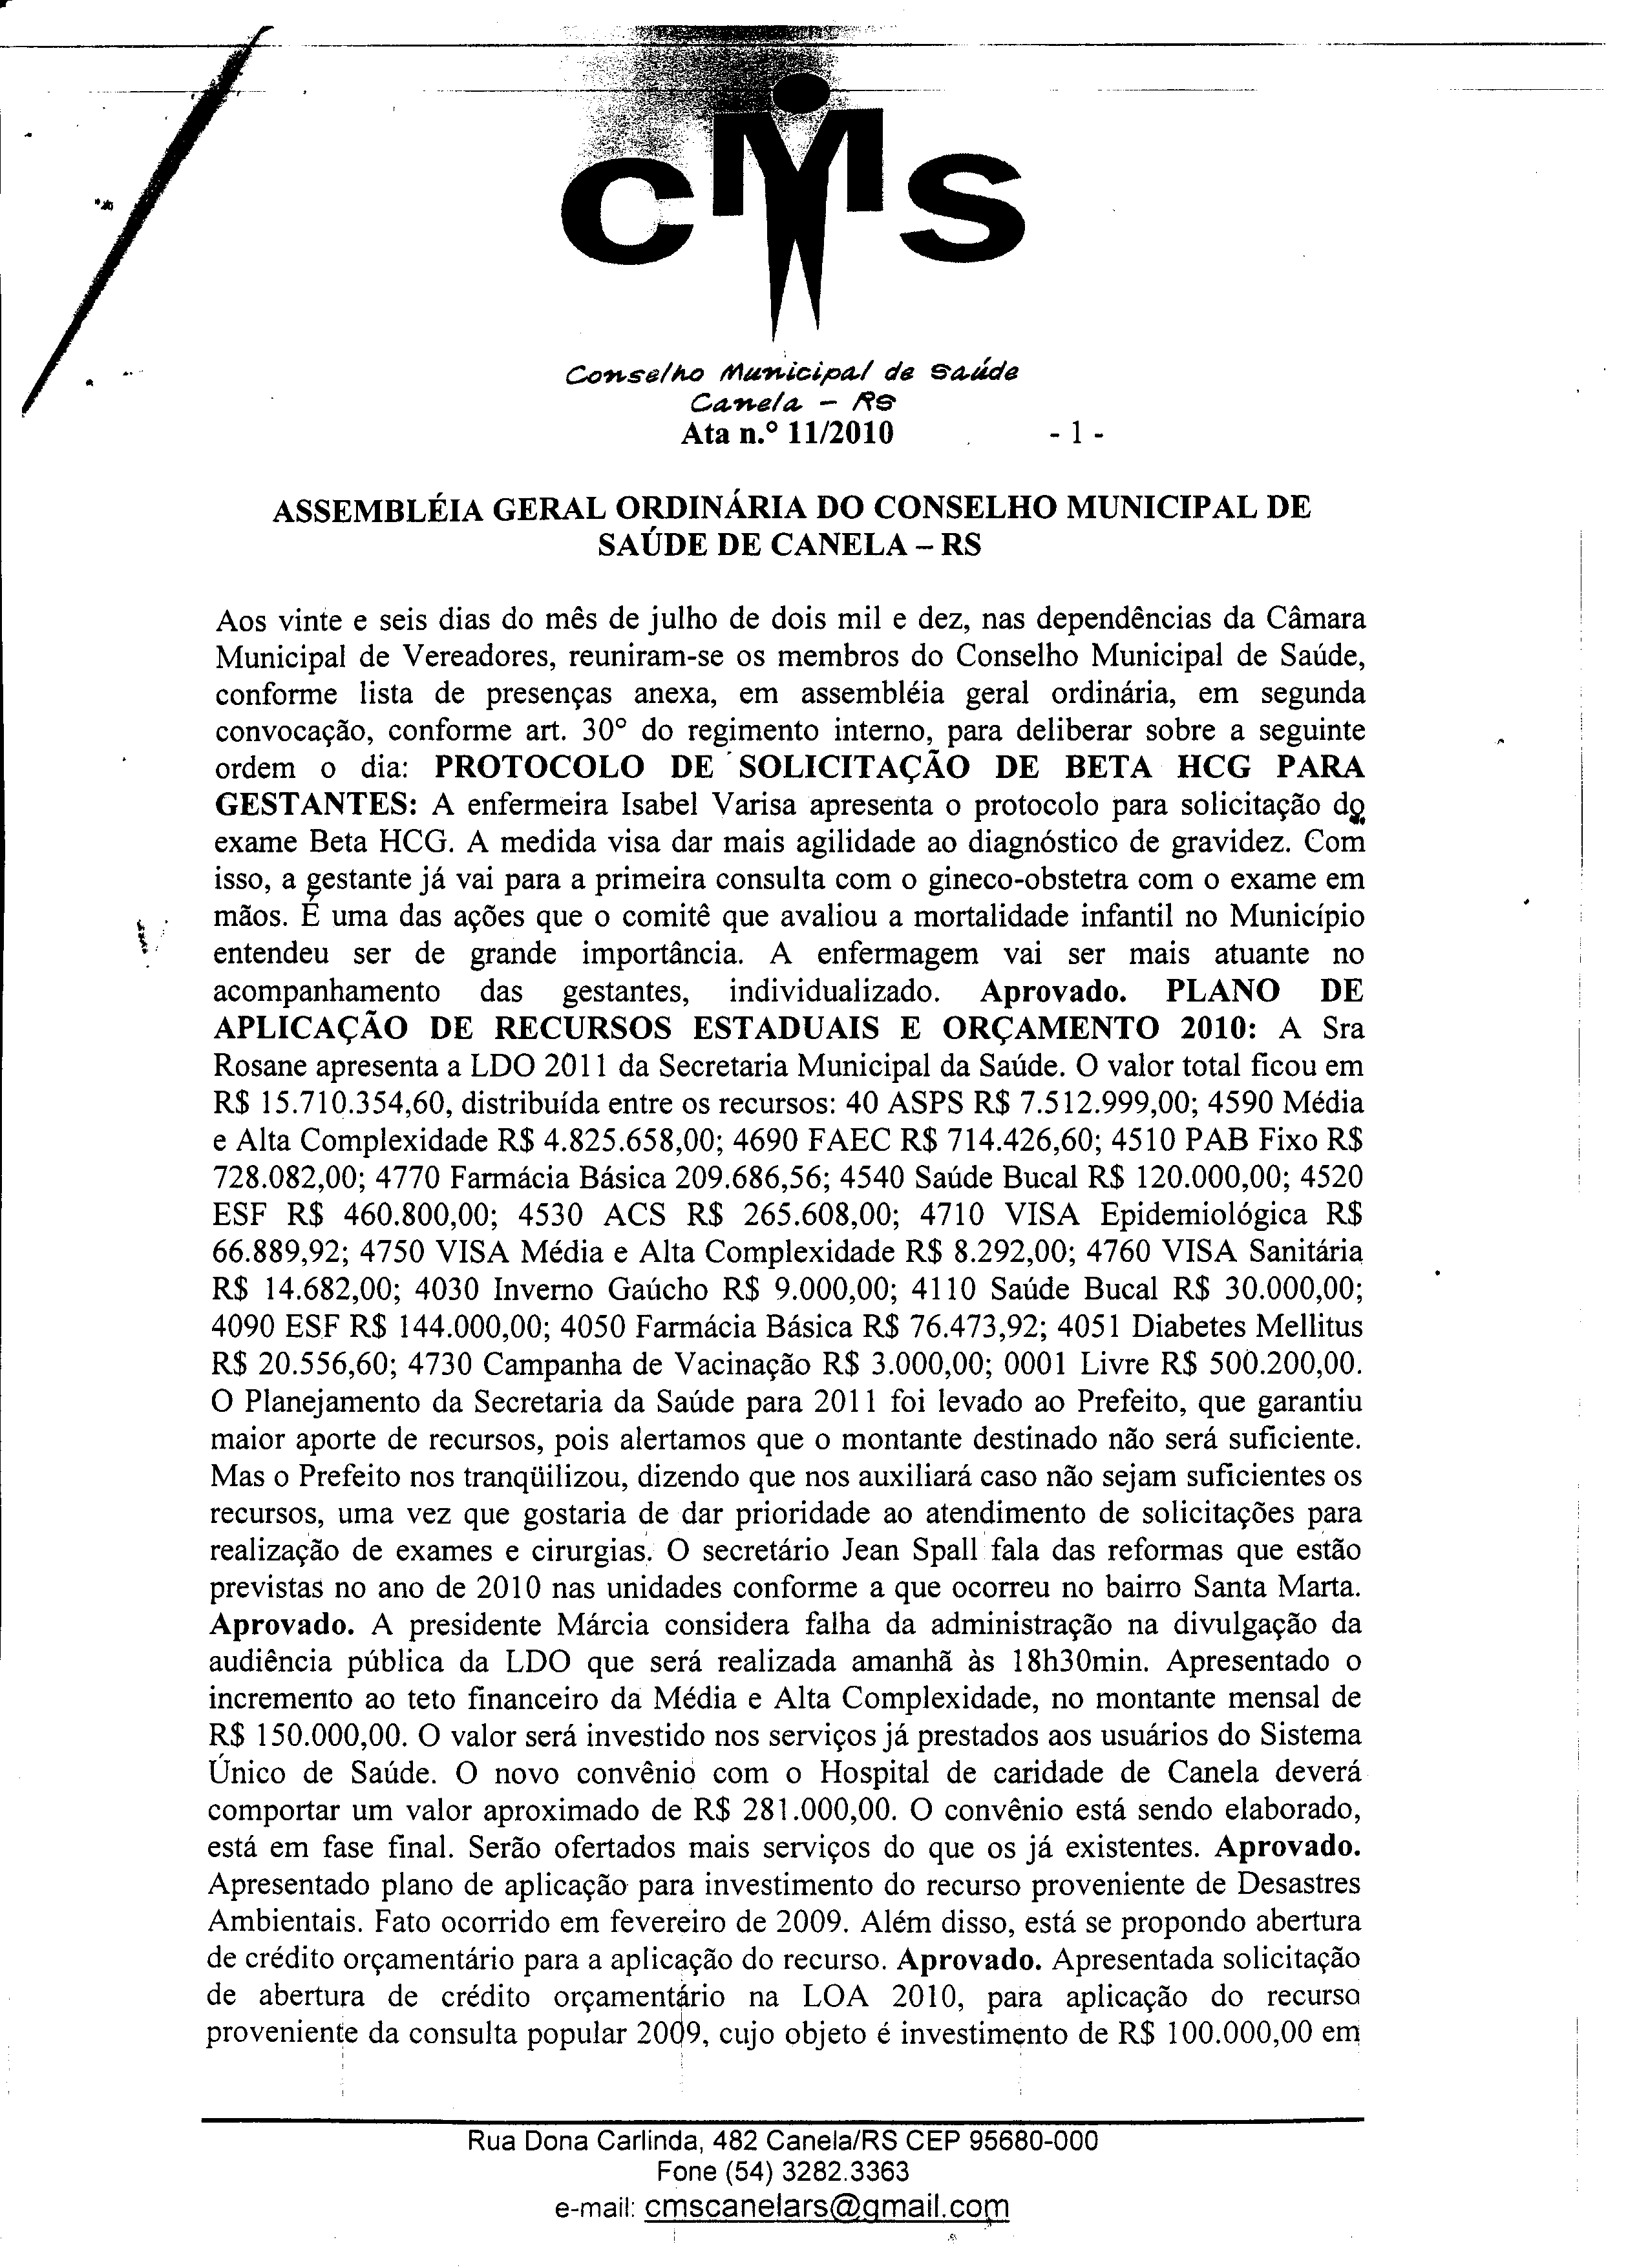 CMS
Conselho Municipal de Saúde
Canela – RS
Ata n.º 11/2010 - 1 -
ASSEMBLÉIA GERAL ORDINÁRIA DO CONSELHO MUNICIPAL DE
SAÚDE DE CANELA – RS
Aos vinte e seis dias do mês de julho de dois mil e dez, nas dependências da Câmara
Municipal de Vereadores, reuniram-se os membros do Conselho Municipal de Saúde,
conforme lista de presenças anexa, em assembléia geral ordinária, em segunda
convocação, conforme art. 30º do regimento interno, para deliberar sobre a seguinte
ordem o dia: PROTOCOLO DE SOLICITAÇÃO DE BETA HCG PARA
GESTANTES: A enfermeira Isabel Varisa apresenta o protocolo para solicitação do
exame Beta HCG. A medida visa dar mais agilidade ao diagnóstico de gravidez. Com
isso, a gestante já vai para a primeira consulta com o gineco-obstetra com o exame em
mãos. É uma das ações que o comitê que avaliou a mortalidade infantil no Município
entendeu ser de grande importância. A enfermagem vai ser mais atuante no
acompanhamento das gestantes, individualizado. Aprovado. PLANO DE
APLICAÇÃO DE RECURSOS ESTADUAIS E ORÇAMENTO 2010: A Sra
Rosane apresenta a LDO 2011 da Secretaria Municipal da Saúde. O valor total ficou em
R$ 15.710.354,60, distribuída entre os recursos: 40 ASPS R$ 7.512.999,00; 4590 Média
e Alta Complexidade R$ 4.825.658,00; 4690 FAEC R$ 714.426,60; 4510 PAB Fixo R$
728.082,00; 4770 Farmácia Básica 209.686,56; 4540 Saúde Bucal R$ 120.000,00; 4520
ESF R$ 460.800,00; 4530 ACS R$ 265.608,00; 4710 VISA Epidemiológica R$
66.889,92; 4750 VISA Média e Alta Complexidade R$ 8.292,00; 4760 VISA Sanitária
R$ 14.682,00; 4030 Inverno Gaúcho R$ 9.000,00; 4110 Saúde Bucal R$ 30.000,00;
4090 ESF R$ 144.000,00; 4050 Farmácia Básica R$ 76.473,92; 4051 Diabetes Mellitus
R$ 20.556,60; 4730 Campanha de Vacinação R$ 3.000,00; 0001 Livre R$ 500.200,00.
O Planejamento da Secretaria da Saúde para 2011 foi levado ao Prefeito, que garantiu
maior aporte de recursos, pois alertamos que o montante destinado não será suficiente.
Mas o Prefeito nos tranqüilizou, dizendo que nos auxiliará caso não sejam suficientes os
recursos, uma vez que gostaria de dar prioridade ao atendimento de solicitações para
realização de exames e cirurgias. O secretário Jean Spall fala das reformas que estão
previstas no ano de 2010 nas unidades conforme a que ocorreu no bairro Santa Marta.
Aprovado. A presidente Márcia considera falha da administração na divulgação da
audiência pública da LDO que será realizada amanhã às 18h30min. Apresentado o
incremento ao teto financeiro da Média e Alta Complexidade, no montante mensal de
R$ 150.000,00. O valor será investido nos serviços já prestados aos usuários do Sistema
Único de Saúde. O novo convênio com o Hospital de caridade de Canela deverá
comportar um valor aproximado de R$ 281.000,00. O convênio está sendo elaborado,
está em fase final. Serão ofertados mais serviços do que os já existentes. Aprovado.
Apresentado plano de aplicação para investimento do recurso proveniente de Desastres
Ambientais. Fato ocorrido em fevereiro de 2009. Além disso, está se propondo abertura
de crédito orçamentário para a aplicação do recurso. Aprovado. Apresentada solicitação
de abertura de crédito orçamentário na LOA 2010, para aplicação do recurso
proveniente da consulta popular 2009, cujo objeto é investimento de R$ 100.000,00 em
Rua Dona Carlinda, 482 Canela/RS CEP 95680-000
Fone (54) 3282.3363
e-mail: cmscanelars@gmail.com